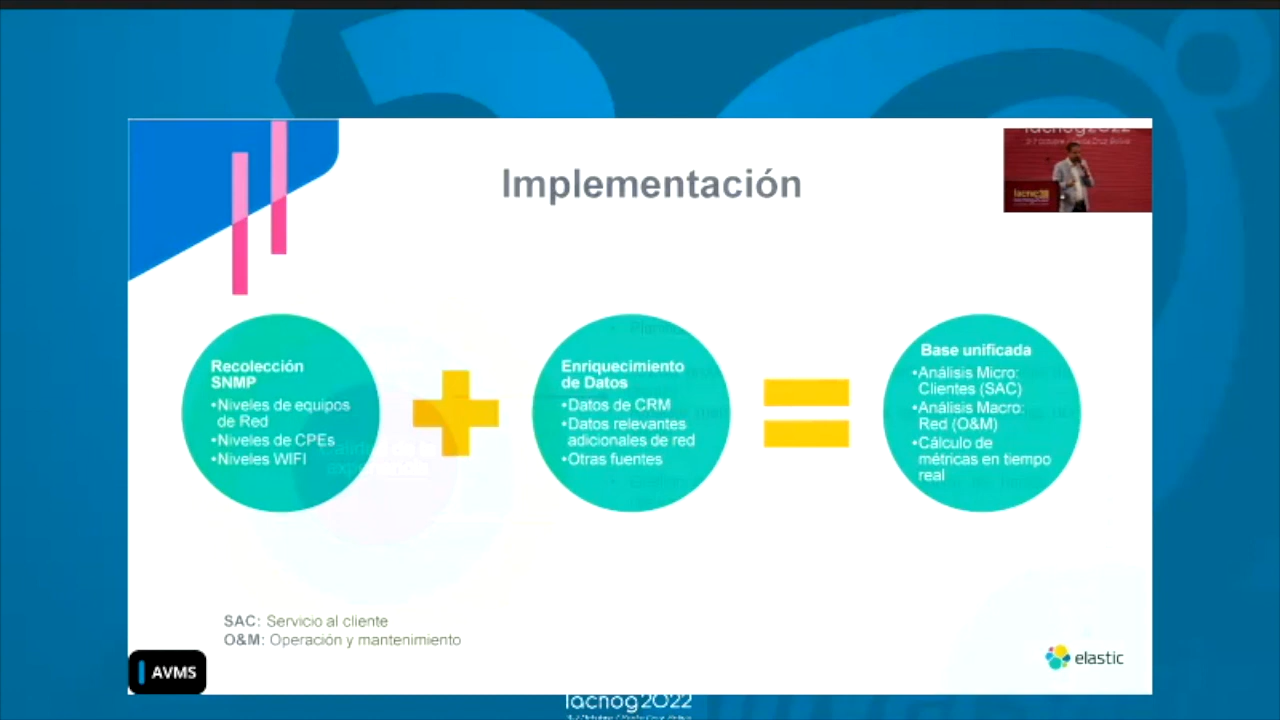 Implementación
lacnog2022
Recolección
SNMP
•Niveles de equipos
de Red
•Niveles de CPEs
•Niveles WIFI
Enriquecimiento
de Datos
•Datos de CRM
•Datos relevantes
adicionales de red
•Otras fuentes
Base unificada
•Análisis Micro:
Clientes (SAC)
•Análisis Macro:
Red (O&M)
•Cálculo de
métricas en tiempo
real
SAC: Servicio al cliente
O&M: Operación y mantenimiento
elastic
AVMS
lacnog2022